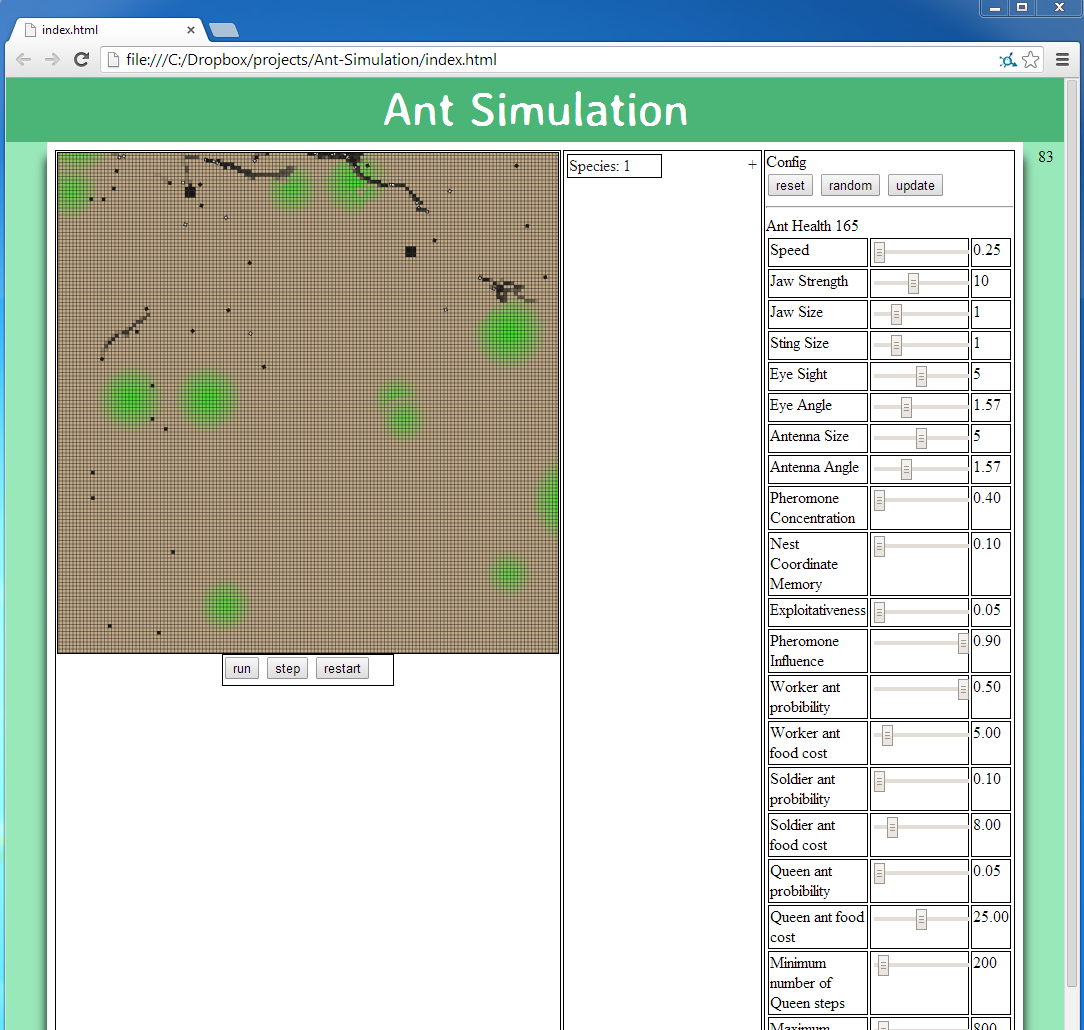 index.html
file:///C:/Dropbox/projects/Ant-Simulation/index.html
Ant Simulation
83
Species: 1
+
Config
reset random update
Ant Health 165
Speed 0.25
Jaw Strength 10
Jaw Size 1
Sting Size 1
Eye Sight 5
Eye Angle 1.57
Antenna Size 5
Antenna Angle 1.57
Pheromone 0.40
Concentration
Nest 0.10
Coordinate
Memory
Exploitativeness 0.05
Pheromone 0.90
Influence
Worker ant 0.50
probibility
Worker ant 5.00
food cost
Soldier ant 0.10
probibility
Soldier ant 8.00
food cost
Queen ant 0.05
probibility
Queen ant food 25.00
cost
Minimum 200
number of
Queen steps
Maximum 800
run step restart